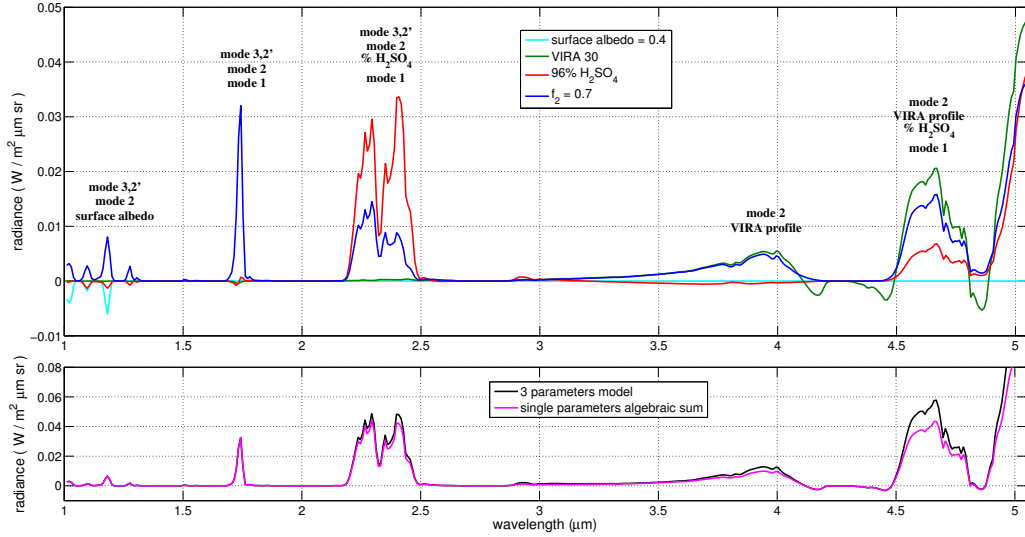 0.05
0.04
0.03
0.02
0.01
0
−0.01
radiance ( W / m² μm sr )
mode 3,2’
mode 2
surface albedo
mode 3,2’
mode 2
mode 1
mode 3,2’
mode 2
% H₂SO₄
mode 1
surface albedo = 0.4
VIRA 30
96% H₂SO₄
f₂ = 0.7
mode 2
VIRA profile
mode 2
VIRA profile
% H₂SO₄
mode 1
1 1.5 2 2.5 3 3.5 4 4.5 5
0.08
0.06
0.04
0.02
0
radiance ( W / m² μm sr )
3 parameters model
single parameters algebraic sum
1 1.5 2 2.5 3 3.5 4 4.5 5
wavelength (μm)